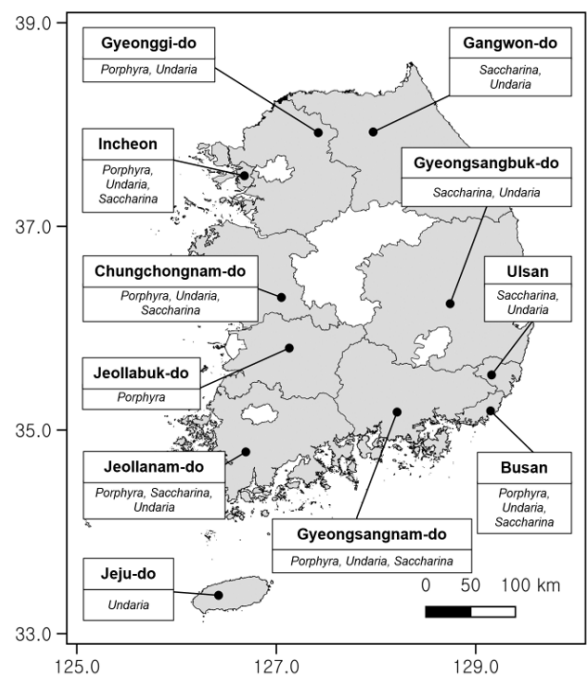 39.0
Gyeonggi-do
Porphyra, Undaria
Gangwon-do
Saccharina,
Undaria
Incheon
Porphyra,
Undaria,
Saccharina
Gyeongsangbuk-do
Saccharina, Undaria
37.0
Chungchongnam-do
Porphyra, Undaria,
Saccharina
Ulsan
Saccharina,
Undaria
Jeollabuk-do
Porphyra
35.0
Jeollanam-do
Porphyra, Saccharina,
Undaria
Busan
Porphyra,
Undaria,
Saccharina
Gyeongsangnam-do
Porphyra, Undaria, Saccharina
Jeju-do
Undaria
0 50 100 km
33.0
125.0 127.0 129.0